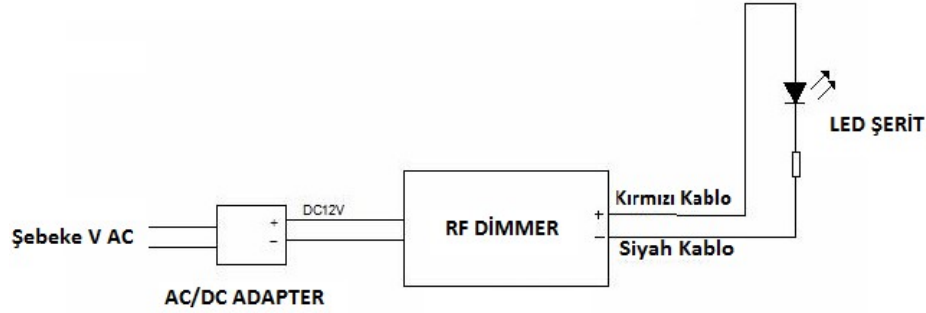 LED ŞERİT
Kırmızı Kablo
DC12V
+
+
RF DİMMER
Şebeke V AC
−
−
Siyah Kablo
AC/DC ADAPTER